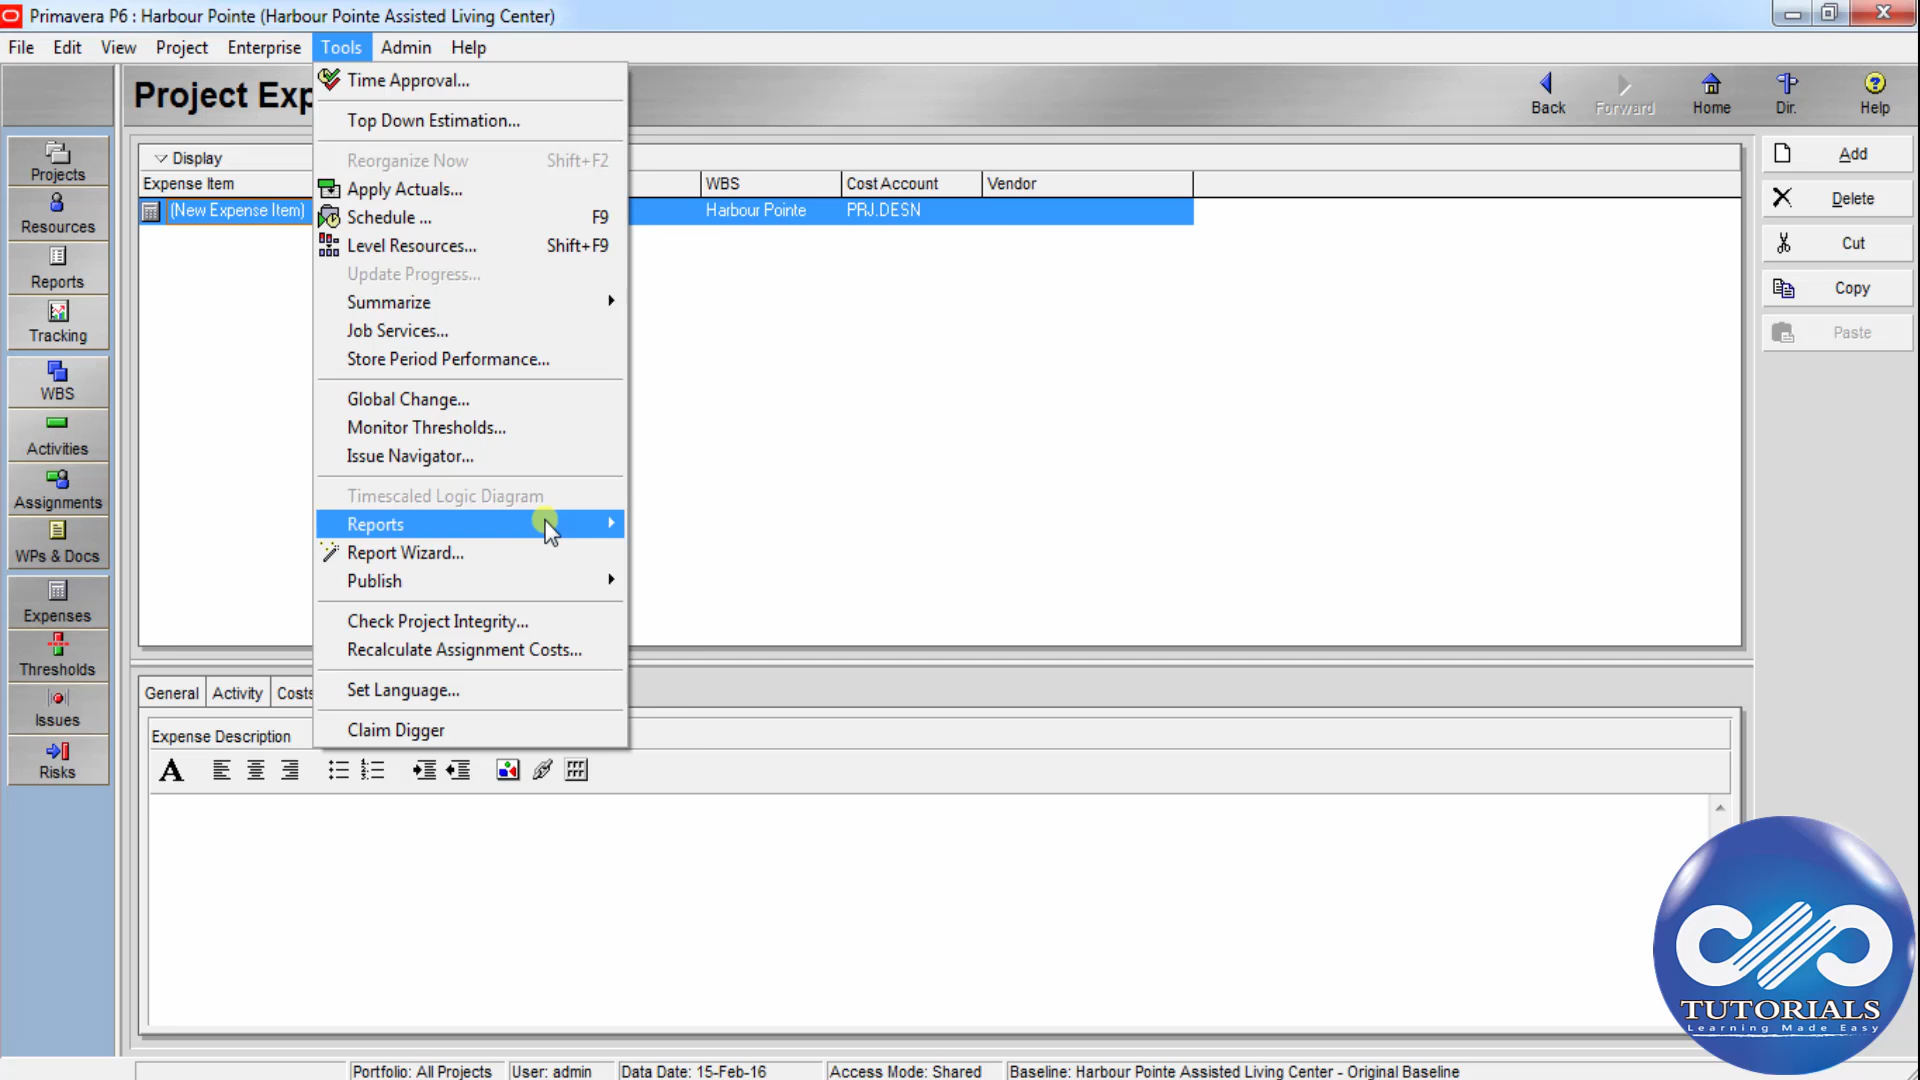 Primavera P6 : Harbour Pointe (Harbour Pointe Assisted Living Center)
File Edit View Project Enterprise Tools Admin Help
Project Exp
Back Forward Home Dir. Help
Projects
Resources
Reports
Tracking
WBS
Activities
Assignments
WPs & Docs
Expenses
Thresholds
Issues
Risks
Time Approval...
Top Down Estimation...
Reorganize Now Shift+F2
Apply Actuals...
Schedule ... F9
Level Resources... Shift+F9
Update Progress...
Summarize
Job Services...
Store Period Performance...
Global Change...
Monitor Thresholds...
Issue Navigator...
Timescaled Logic Diagram
Reports
Report Wizard...
Publish
Check Project Integrity...
Recalculate Assignment Costs...
Set Language...
Claim Digger
Display
Expense Item WBS Cost Account Vendor
(New Expense Item) Harbour Pointe PRJ.DESN
Add
Delete
Cut
Copy
Paste
General Activity Costs
Expense Description
TUTORIALS
Learning Made Easy
Portfolio: All Projects User: admin Data Date: 15-Feb-16 Access Mode: Shared Baseline: Harbour Pointe Assisted Living Center - Original Baseline